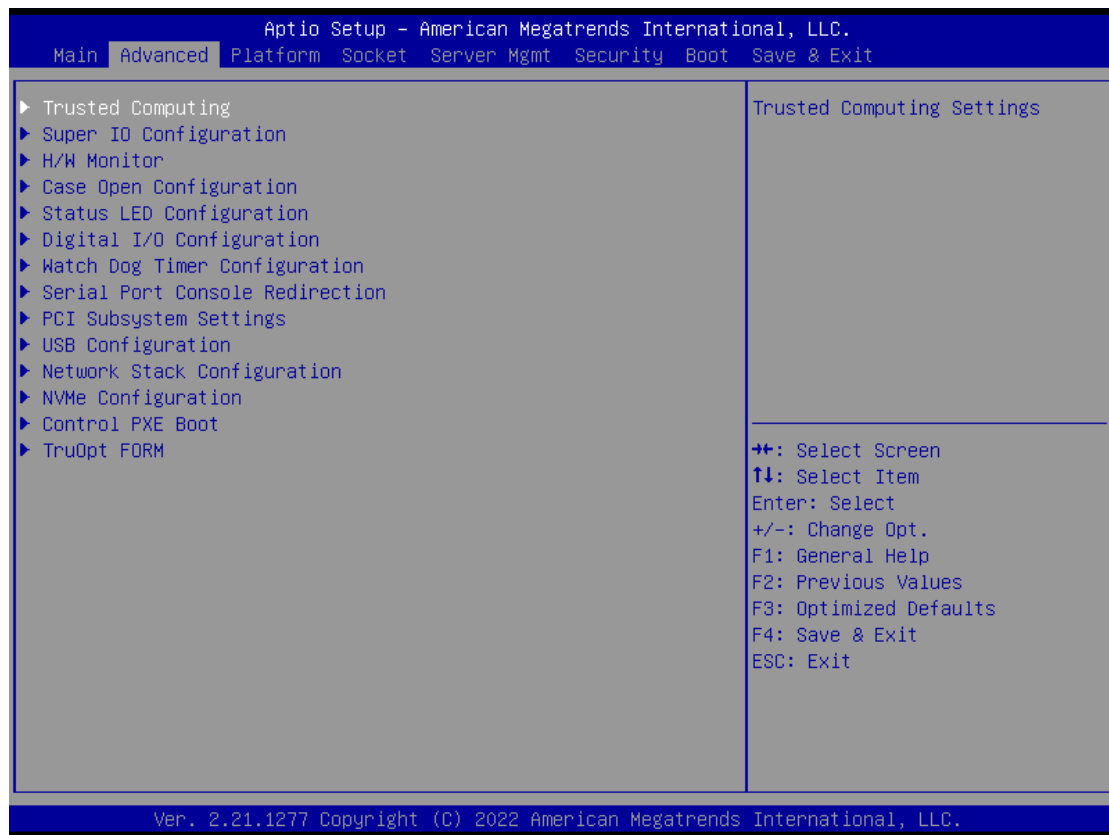 Aptio Setup – American Megatrends International, LLC.
Main Advanced Platform Socket Server Mgmt Security Boot Save & Exit
▶ Trusted Computing
▶ Super IO Configuration
▶ H/W Monitor
▶ Case Open Configuration
▶ Status LED Configuration
▶ Digital I/O Configuration
▶ Watch Dog Timer Configuration
▶ Serial Port Console Redirection
▶ PCI Subsystem Settings
▶ USB Configuration
▶ Network Stack Configuration
▶ NVMe Configuration
▶ Control PXE Boot
▶ TruOpt FORM
Trusted Computing Settings
→←: Select Screen
↑↓: Select Item
Enter: Select
+/-: Change Opt.
F1: General Help
F2: Previous Values
F3: Optimized Defaults
F4: Save & Exit
ESC: Exit
Ver. 2.21.1277 Copyright (C) 2022 American Megatrends International, LLC.